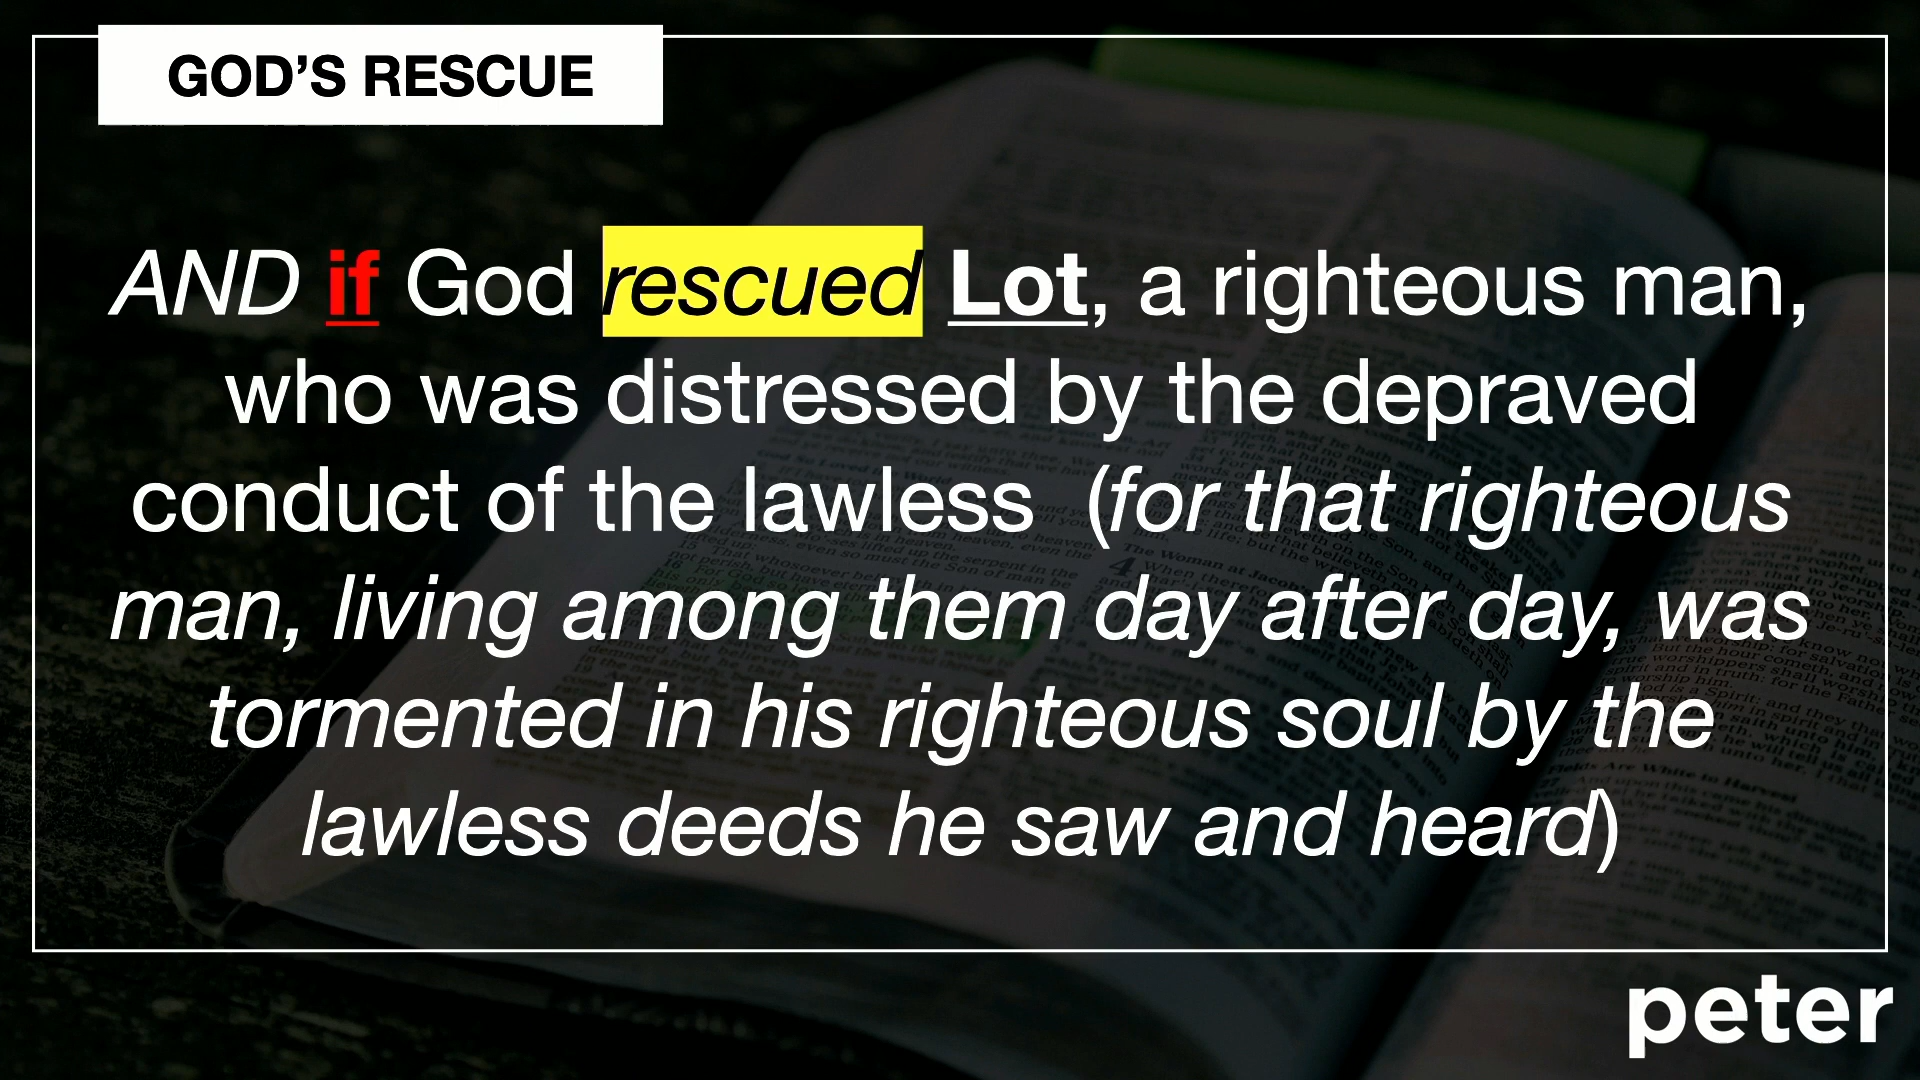 GOD’S RESCUE
AND if God rescued Lot, a righteous man,
who was distressed by the depraved
conduct of the lawless  (for that righteous
man, living among them day after day, was
tormented in his righteous soul by the
lawless deeds he saw and heard)
peter